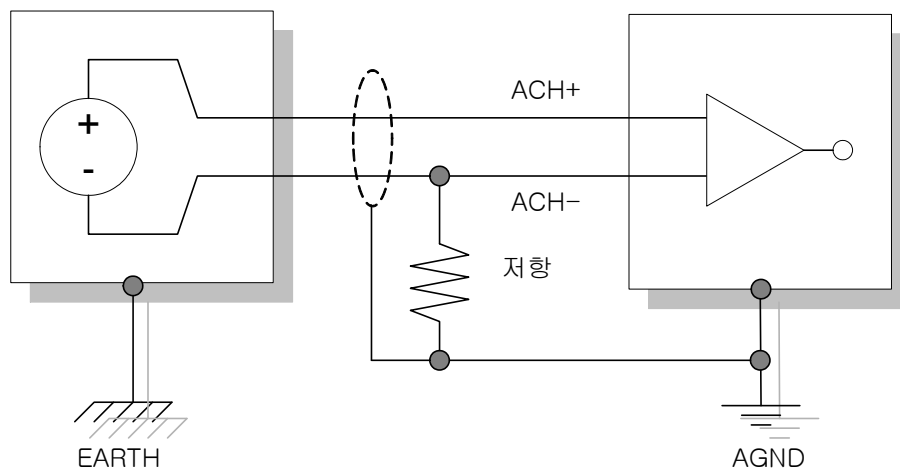 ACH+
+
-
ACH-
저항
EARTH
AGND